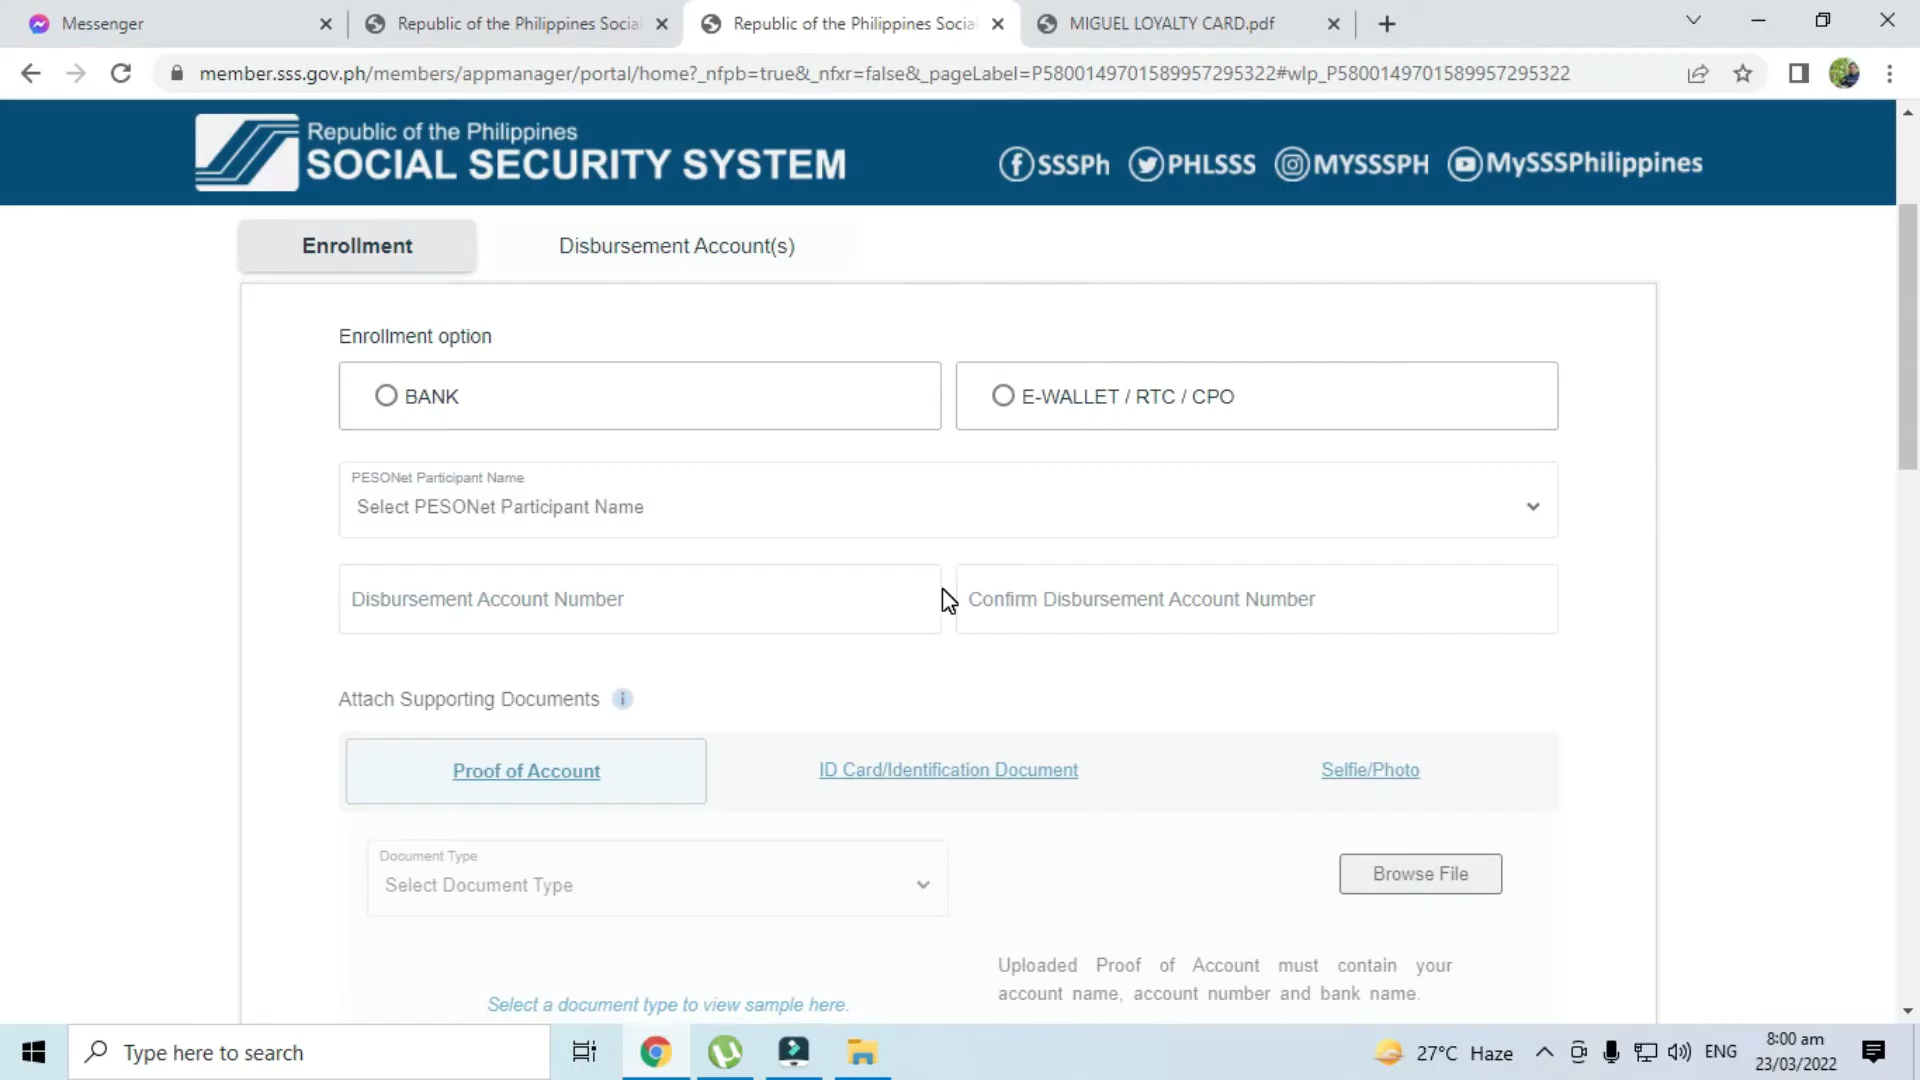 Messenger
Republic of the Philippines Social
Republic of the Philippines Social
MIGUEL LOYALTY CARD.pdf
member.sss.gov.ph/members/appmanager/portal/home?_nfpb=true&_nfxr=false&_pageLabel=P5800149701589957295322#wlp_P5800149701589957295322
Republic of the Philippines
SOCIAL SECURITY SYSTEM
SSSPh
PHLSSS
MYSSSPH
MySSSPhilippines
Enrollment
Disbursement Account(s)
Enrollment option
BANK
E-WALLET / RTC / CPO
PESONet Participant Name
Select PESONet Participant Name
Disbursement Account Number
Confirm Disbursement Account Number
Attach Supporting Documents
Proof of Account
ID Card/Identification Document
Selfie/Photo
Document Type
Select Document Type
Browse File
Uploaded Proof of Account must contain your
account name, account number and bank name.
Select a document type to view sample here.
Type here to search
27°C Haze
ENG
8:00 am
23/03/2022